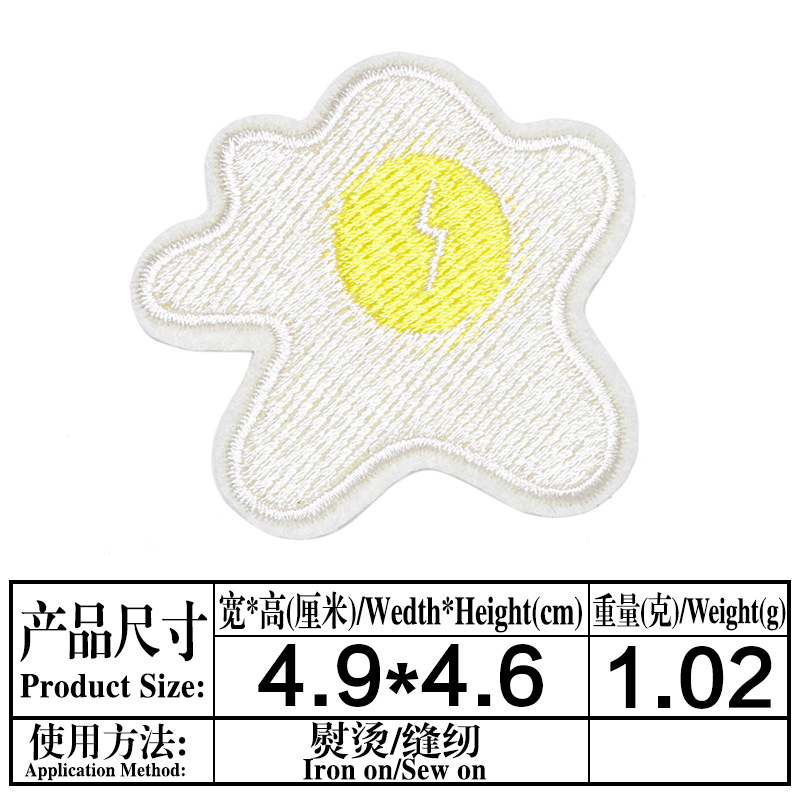 产品尺寸
Product Size:
宽*高(厘米)/Wedth*Height(cm)
重量(克)/Weight(g)
4.9*4.6
1.02
使用方法:
Application Method:
熨烫/缝纫
Iron on/Sew on